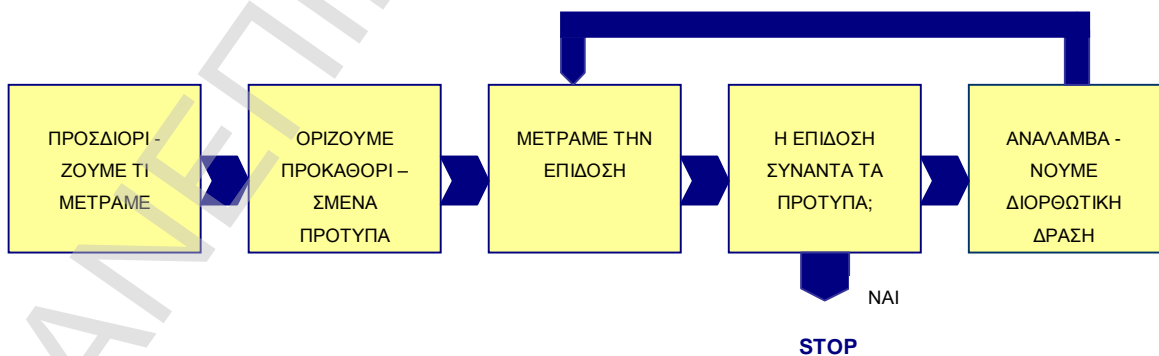 ΠΡΟΣΔΙΟΡΙ -
ΖΟΥΜΕ ΤΙ
ΜΕΤΡΑΜΕ
ΟΡΙΖΟΥΜΕ
ΠΡΟΚΑΘΟΡΙ –
ΣΜΕΝΑ
ΠΡΟΤΥΠΑ
ΜΕΤΡΑΜΕ ΤΗΝ
ΕΠΙΔΟΣΗ
Η ΕΠΙΔΟΣΗ
ΣΥΝΑΝΤΑ ΤΑ
ΠΡΟΤΥΠΑ;
ΑΝΑΛΑΜΒΑ -
ΝΟΥΜΕ
ΔΙΟΡΘΩΤΙΚΗ
ΔΡΑΣΗ
ΝΑΙ
STOP